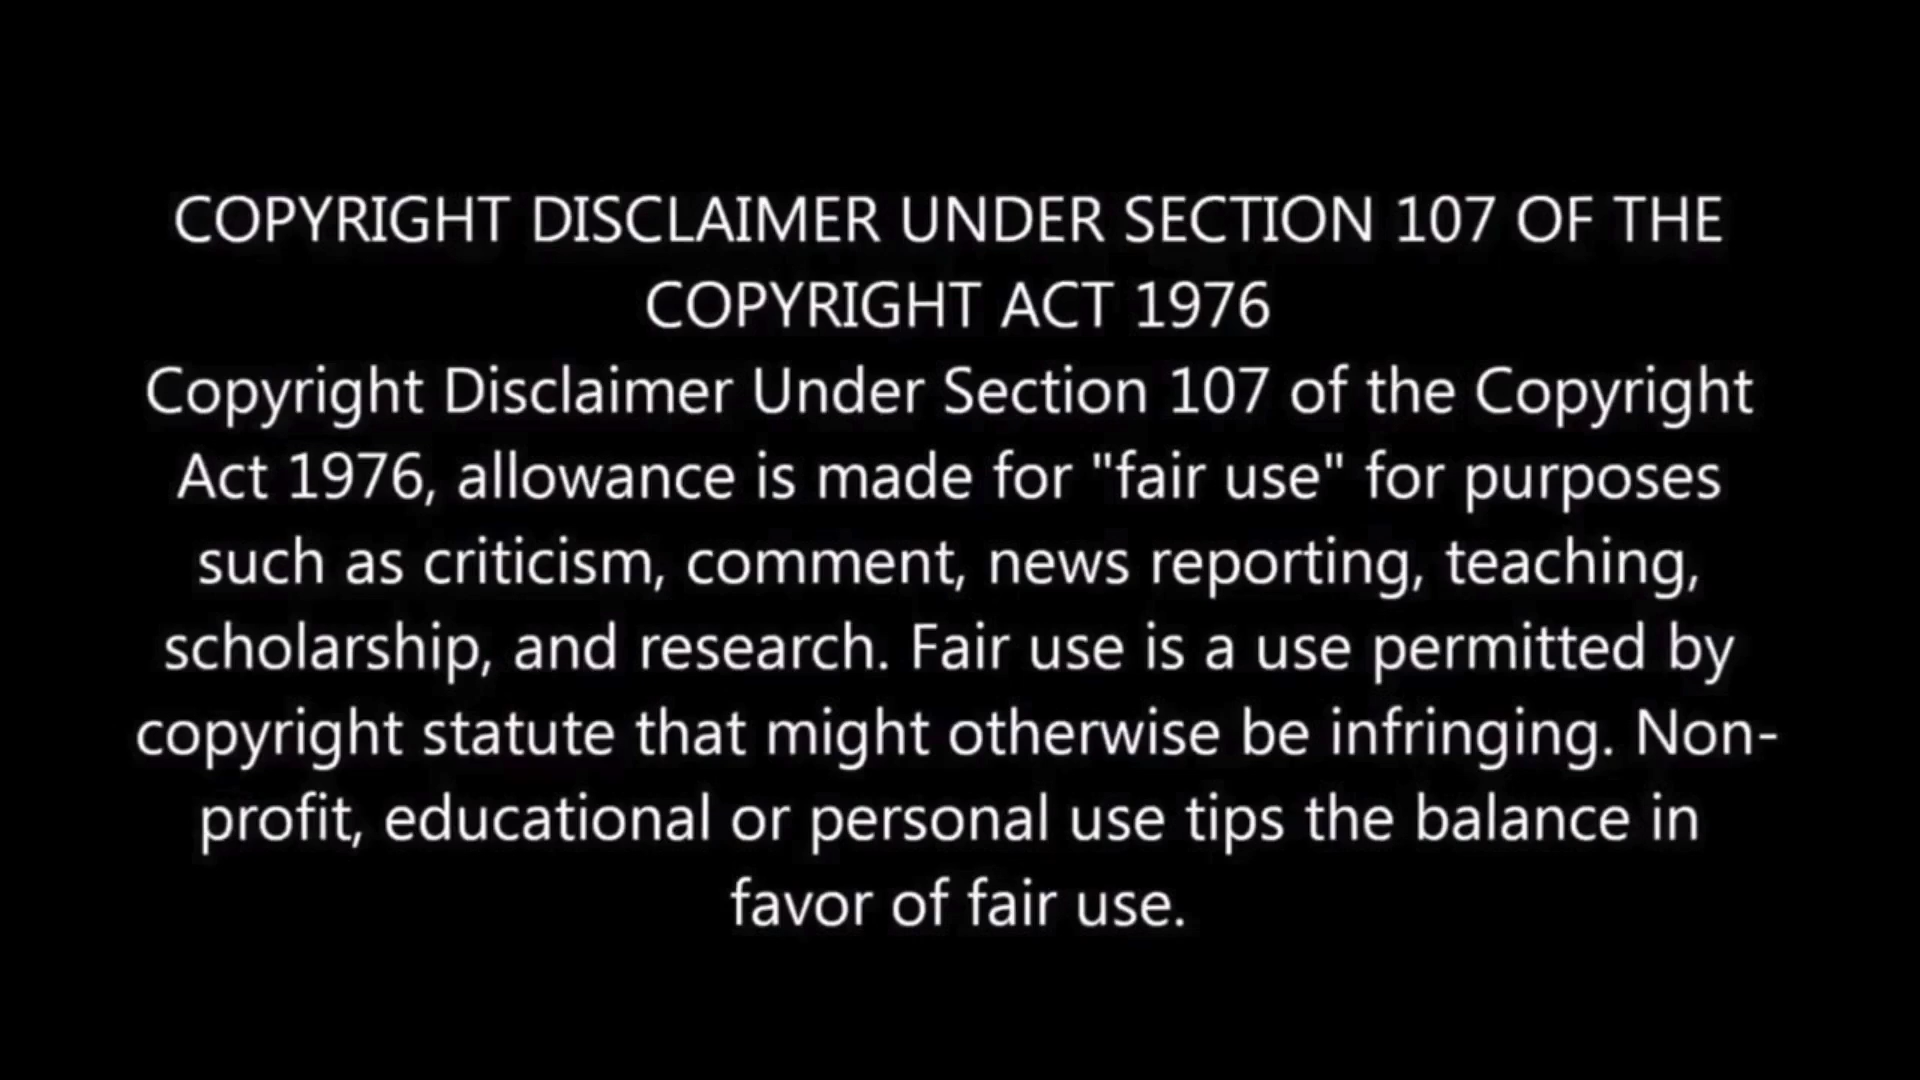 COPYRIGHT DISCLAIMER UNDER SECTION 107 OF THE
COPYRIGHT ACT 1976
Copyright Disclaimer Under Section 107 of the Copyright
Act 1976, allowance is made for "fair use" for purposes
such as criticism, comment, news reporting, teaching,
scholarship, and research. Fair use is a use permitted by
copyright statute that might otherwise be infringing. Non-
profit, educational or personal use tips the balance in
favor of fair use.